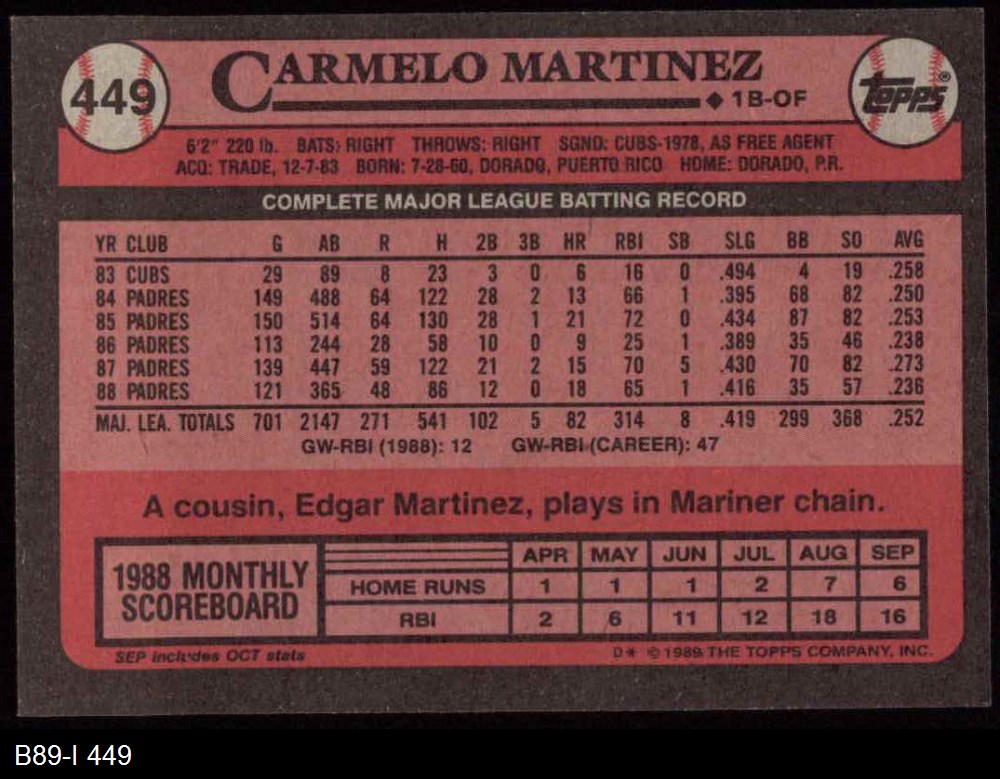 449
CARMELO MARTINEZ
◆ 1B-OF
Topps®
6'2" 220 lb. BATS: RIGHT THROWS: RIGHT SGND: CUBS-1978, AS FREE AGENT
ACQ: TRADE, 12-7-83 BORN: 7-28-60, DORADO, PUERTO RICO HOME: DORADO, P.R.
COMPLETE MAJOR LEAGUE BATTING RECORD
YR CLUB G AB R H 2B 3B HR RBI SB SLG BB SO AVG
83 CUBS 29 89 8 23 3 0 6 16 0 .494 4 19 .258
84 PADRES 149 488 64 122 28 2 13 66 1 .395 68 82 .250
85 PADRES 150 514 64 130 28 1 21 72 0 .434 87 82 .253
86 PADRES 113 244 28 58 10 0 9 25 1 .389 35 46 .238
87 PADRES 139 447 59 122 21 2 15 70 5 .430 70 82 .273
88 PADRES 121 365 48 86 12 0 18 65 1 .416 35 57 .236
MAJ. LEA. TOTALS 701 2147 271 541 102 5 82 314 8 .419 299 368 .252
GW-RBI (1988): 12 GW-RBI (CAREER): 47
A cousin, Edgar Martinez, plays in Mariner chain.
1988 MONTHLY
SCOREBOARD
APR MAY JUN JUL AUG SEP
HOME RUNS 1 1 1 2 7 6
RBI 2 6 11 12 18 16
SEP includes OCT stats
D* © 1989 THE TOPPS COMPANY, INC.
B89-I 449